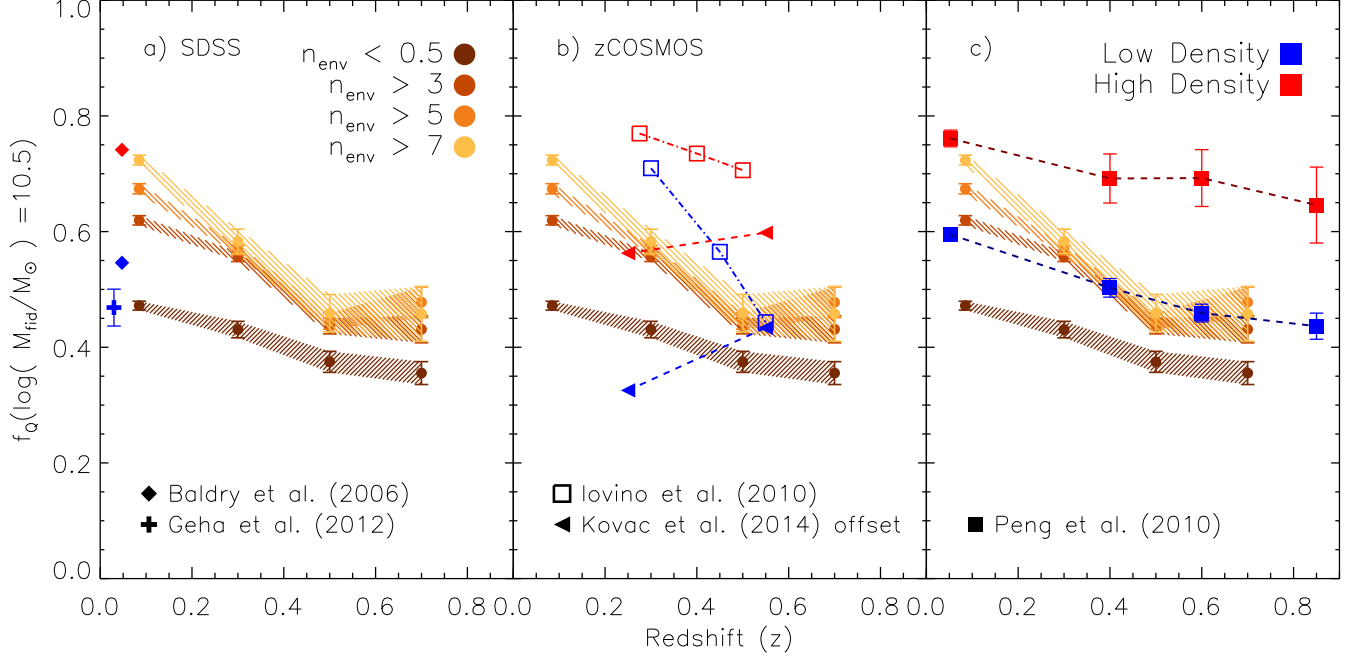 a) SDSS
n_env < 0.5
n_env > 3
n_env > 5
n_env > 7
b) zCOSMOS
c)
Low Density
High Density
f_Q(log( M_fid/M_⊙ ) =10.5)
1.0
0.8
0.6
0.4
0.2
0.0
Baldry et al. (2006)
Geha et al. (2012)
Iovino et al. (2010)
Kovac et al. (2014) offset
Peng et al. (2010)
0.0 0.2 0.4 0.6 0.8 0.0 0.2 0.4 0.6 0.8 0.0 0.2 0.4 0.6 0.8
Redshift (z)